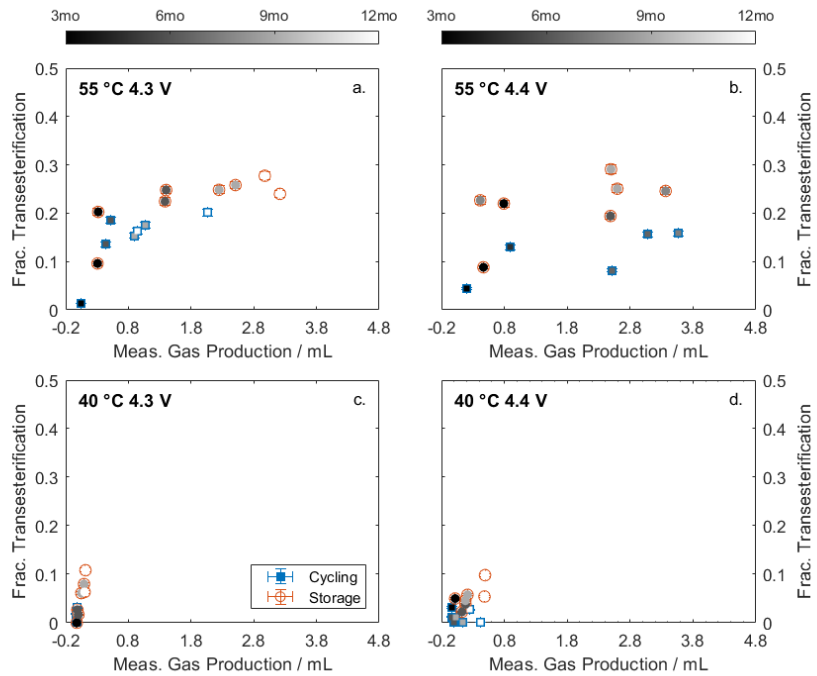 3mo 6mo 9mo 12mo
3mo 6mo 9mo 12mo
55 °C 4.3 V a.
0.5
0.4
0.3
0.2
0.1
0
Frac. Transesterification
-0.2 0.8 1.8 2.8 3.8 4.8
Meas. Gas Production / mL
55 °C 4.4 V b.
0.5
0.4
0.3
0.2
0.1
0
Frac. Transesterification
-0.2 0.8 1.8 2.8 3.8 4.8
Meas. Gas Production / mL
40 °C 4.3 V c.
0.5
0.4
0.3
0.2
0.1
0
Frac. Transesterification
Cycling
Storage
-0.2 0.8 1.8 2.8 3.8 4.8
Meas. Gas Production / mL
40 °C 4.4 V d.
0.5
0.4
0.3
0.2
0.1
0
Frac. Transesterification
-0.2 0.8 1.8 2.8 3.8 4.8
Meas. Gas Production / mL